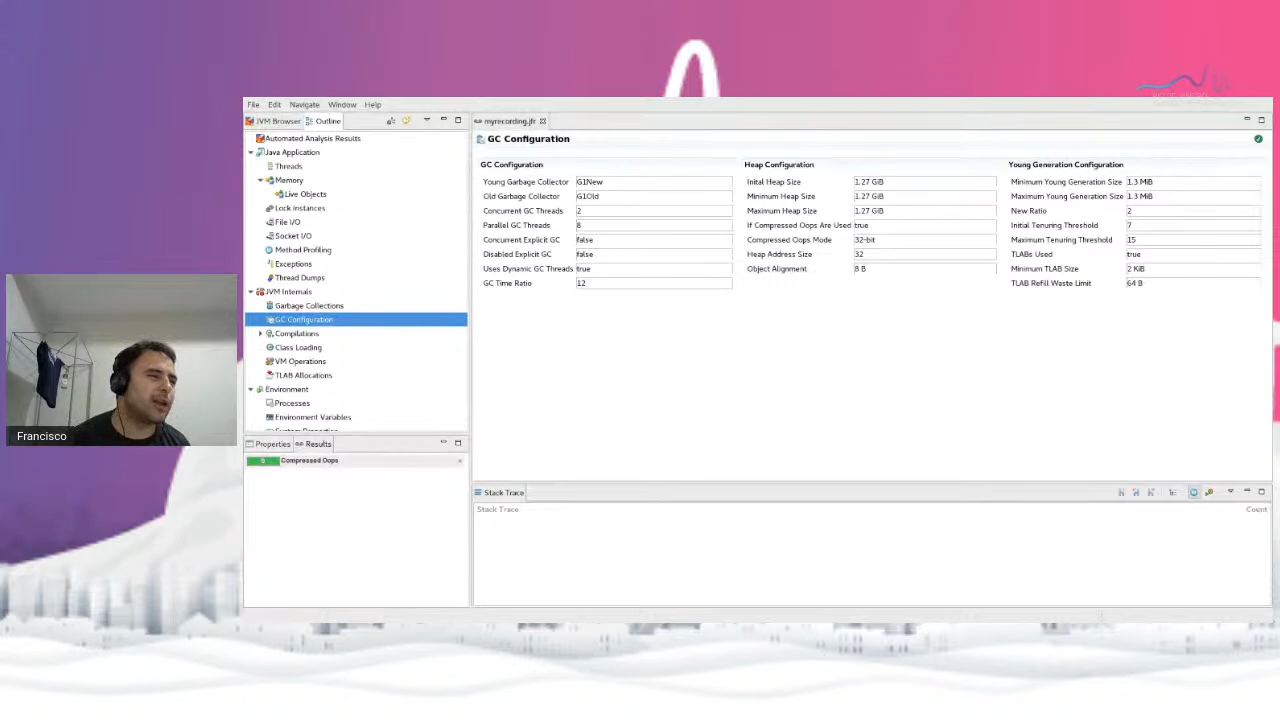 File Edit Navigate Window Help
JVM Browser Outline
Automated Analysis Results
Java Application
Threads
Memory
Live Objects
Lock Instances
File I/O
Socket I/O
Method Profiling
Exceptions
Thread Dumps
JVM Internals
Garbage Collections
GC Configuration
Compilations
Class Loading
VM Operations
TLAB Allocations
Environment
Processes
Environment Variables
Properties Results
Compressed Oops
myrecording.jfr
GC Configuration
GC Configuration
Young Garbage Collector G1New
Old Garbage Collector G1Old
Concurrent GC Threads 2
Parallel GC Threads 8
Concurrent Explicit GC false
Disabled Explicit GC false
Uses Dynamic GC Threads true
GC Time Ratio 12
Heap Configuration
Inital Heap Size 1.27 GiB
Minimum Heap Size 1.27 GiB
Maximum Heap Size 1.27 GiB
If Compressed Oops Are Used true
Compressed Oops Mode 32-bit
Heap Address Size 32
Object Alignment 8 B
Young Generation Configuration
Minimum Young Generation Size 1.3 MiB
Maximum Young Generation Size 1.3 MiB
New Ratio 2
Initial Tenuring Threshold 7
Maximum Tenuring Threshold 15
TLABs Used true
Minimum TLAB Size 2 KiB
TLAB Refill Waste Limit 64 B
Stack Trace
Stack Trace Count
Francisco